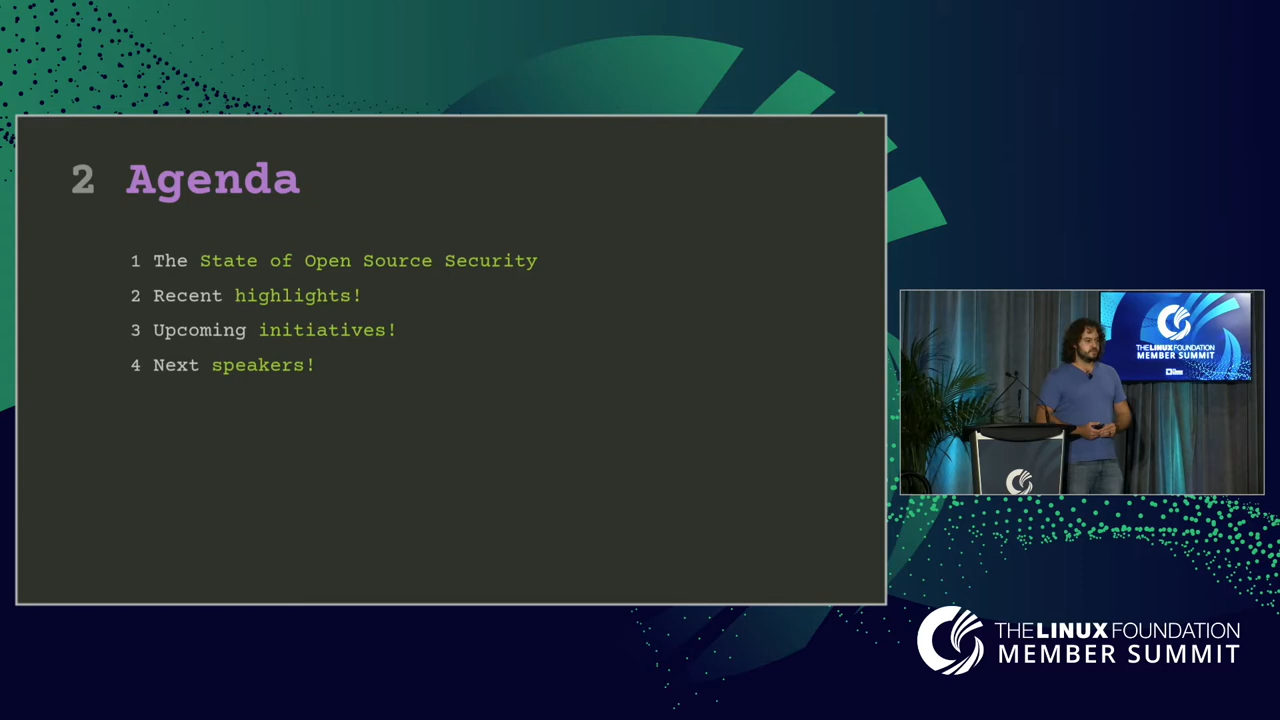 2 Agenda
1 The State of Open Source Security
2 Recent highlights!
3 Upcoming initiatives!
4 Next speakers!
THE LINUX FOUNDATION
MEMBER SUMMIT
THE LINUX FOUNDATION
MEMBER SUMMIT